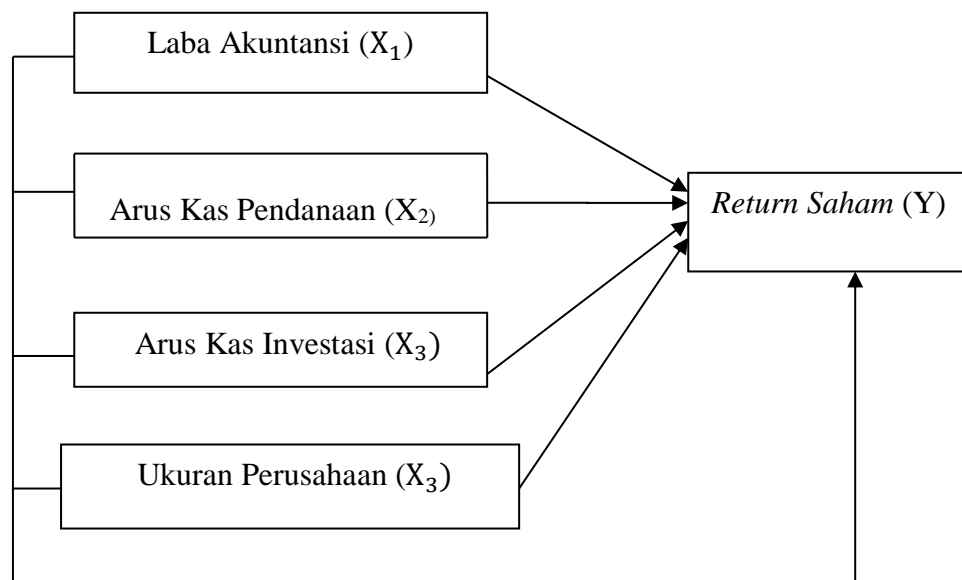 Laba Akuntansi (X₁)
Arus Kas Pendanaan (X₂₎
Return Saham (Y)
Arus Kas Investasi (X₃)
Ukuran Perusahaan (X₃)